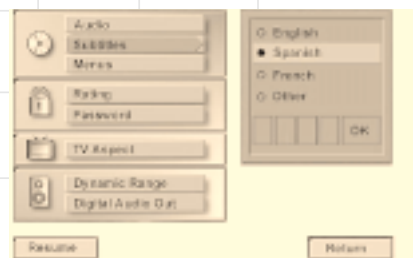 Audio
Subtitles
Menus
Rating
Password
TV Aspect
Dynamic Range
Digital Audio Out
English
Spanish
French
Other
OK
Resume
Return